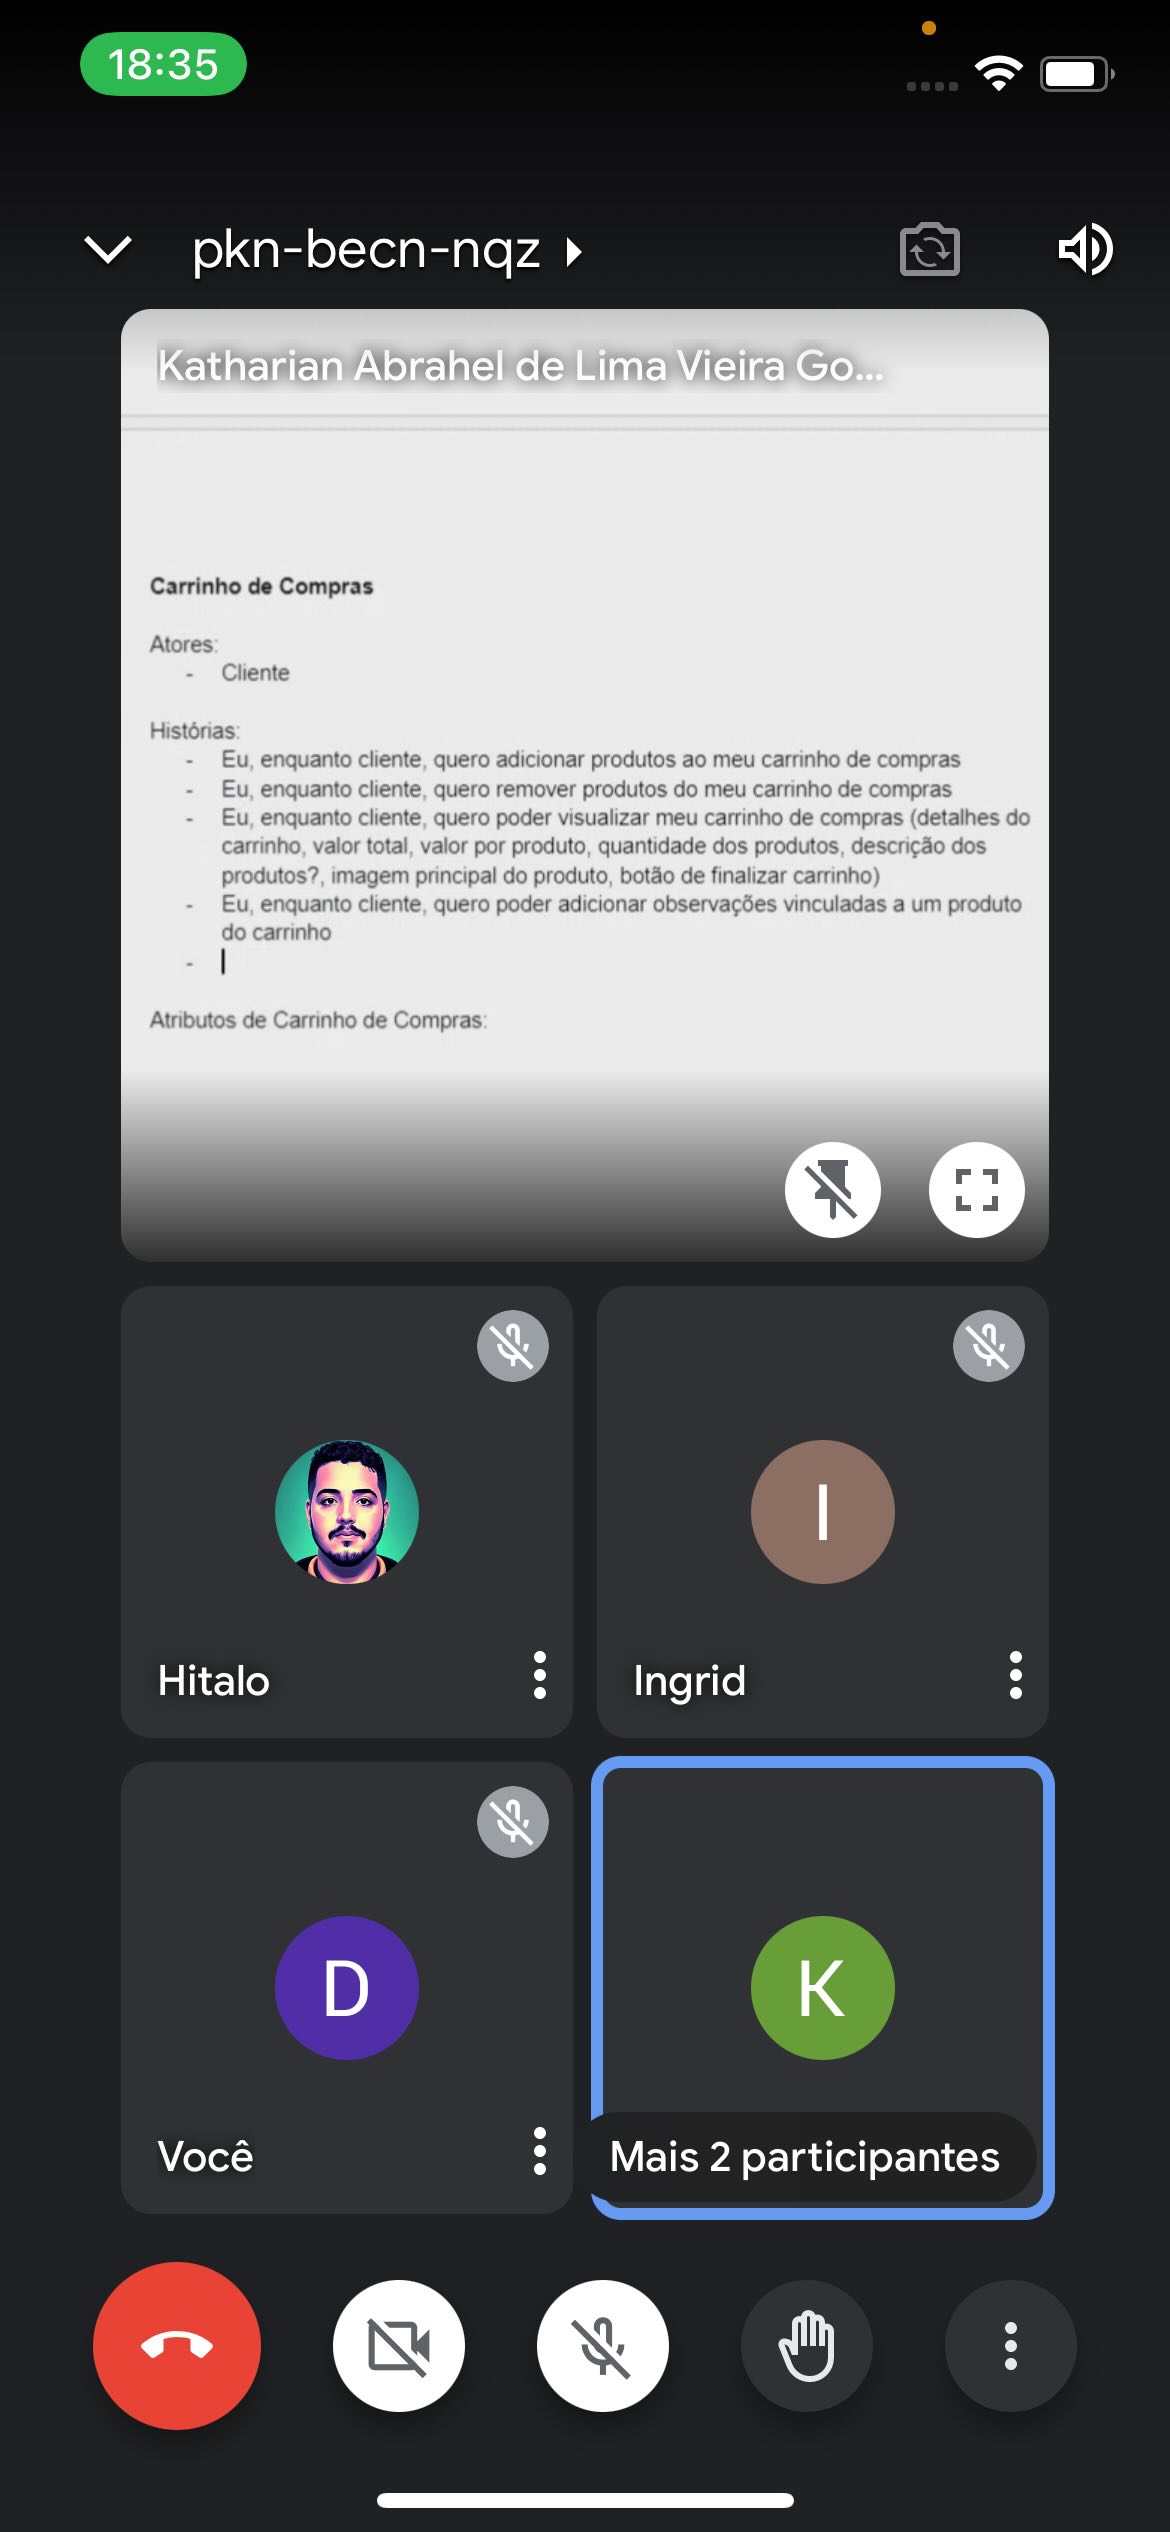 18:35
pkn-becn-nqz
Katharian Abrahel de Lima Vieira Go...
Carrinho de Compras
Atores:
- Cliente
Histórias:
- Eu, enquanto cliente, quero adicionar produtos ao meu carrinho de compras
- Eu, enquanto cliente, quero remover produtos do meu carrinho de compras
- Eu, enquanto cliente, quero poder visualizar meu carrinho de compras (detalhes do
carrinho, valor total, valor por produto, quantidade dos produtos, descrição dos
produtos?, imagem principal do produto, botão de finalizar carrinho)
- Eu, enquanto cliente, quero poder adicionar observações vinculadas a um produto
do carrinho
-
Atributos de Carrinho de Compras:
I
Hitalo
Ingrid
D
K
Você
Mais 2 participantes